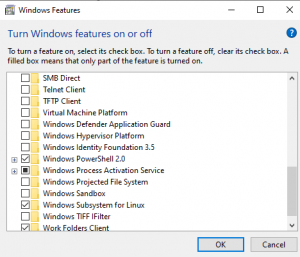 Windows Features
Turn Windows features on or off
To turn a feature on, select its check box. To turn a feature off, clear its check box. A
filled box means that only part of the feature is turned on.
SMB Direct
Telnet Client
TFTP Client
Virtual Machine Platform
Windows Defender Application Guard
Windows Hypervisor Platform
Windows Identity Foundation 3.5
Windows PowerShell 2.0
Windows Process Activation Service
Windows Projected File System
Windows Sandbox
Windows Subsystem for Linux
Windows TIFF IFilter
Work Folders Client
OK
Cancel